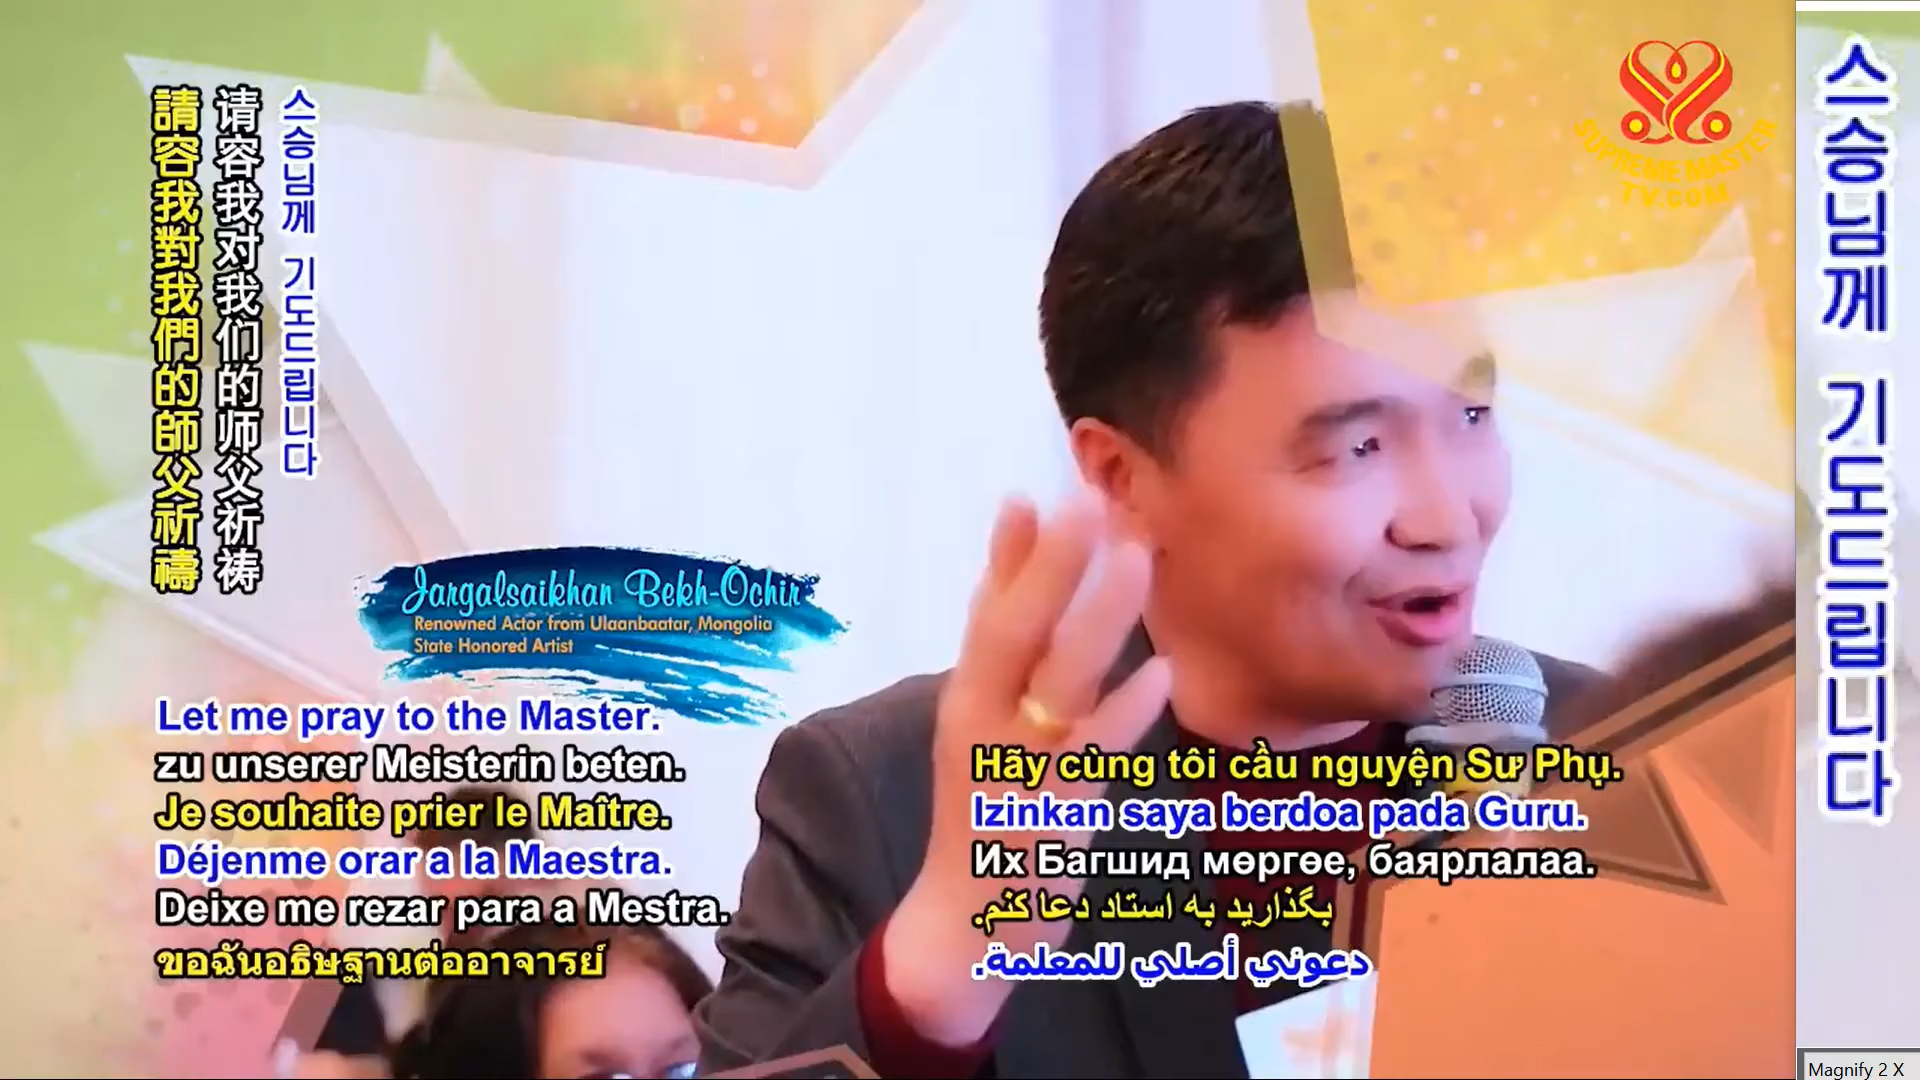 請容我對我們的師父祈禱
请容我对我们的师父祈祷
스승님께 기도드립니다
SUPREME MASTER
TV.COM
Jargalsaikhan Bekh-Ochir
Renowned Actor from Ulaanbaatar, Mongolia
State Honored Artist
Let me pray to the Master.
zu unserer Meisterin beten.
Je souhaite prier le Maître.
Déjenme orar a la Maestra.
Deixe me rezar para a Mestra.
ขอฉันอธิษฐานต่ออาจารย์
Hãy cùng tôi cầu nguyện Sư Phụ.
Izinkan saya berdoa pada Guru.
Их Багшид мөргөе, баярлалаа.
بگذارید به استاد دعا کنم.
دعوني أصلي للمعلمة.
스승님께 기도드립니다
Magnify 2 X